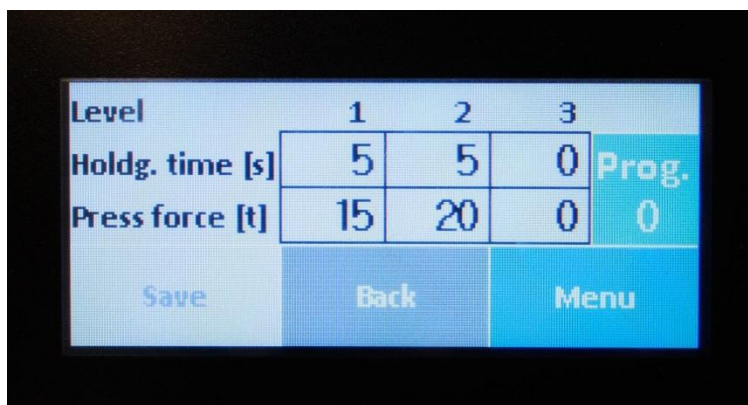 Level 1 2 3
Holdg. time [s] 5 5 0 Prog.
Press force [t] 15 20 0 0
Save Back Menu